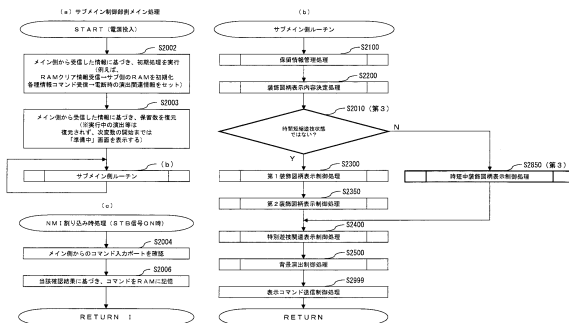 (a) サブメイン制御部側メイン処理
START(電源投入)
S2002
メイン側から受信した情報に基づき、初期処理を実行
(例えば、
RAMクリア情報受信→サブ側のRAMを初期化
各種情報コマンド受信→電断時の演出関連情報をセット)
S2003
メイン側から受信した情報に基づき、保留数を復元
(※実行中の演出等は
復元されず、次変動の開始までは
「準備中」画面を表示する)
(b)
サブメイン側ルーチン
(c)
NMI割り込み時処理(STB信号ON時)
S2004
メイン側からのコマンド入力ポートを確認
S2006
当該確認結果に基づき、コマンドをRAMに記憶
RETURN I
(b)
サブメイン側ルーチン
S2100
保留情報管理処理
S2200
装飾図柄表示内容決定処理
S2010(第3)
時間短縮遊技状態
ではない?
N
Y
S2300
第1装飾図柄表示制御処理
S2350
第2装飾図柄表示制御処理
S2850(第3)
時短中装飾図柄表示制御処理
S2400
特別遊技関連表示制御処理
S2500
背景演出制御処理
S2999
表示コマンド送信制御処理
RETURN